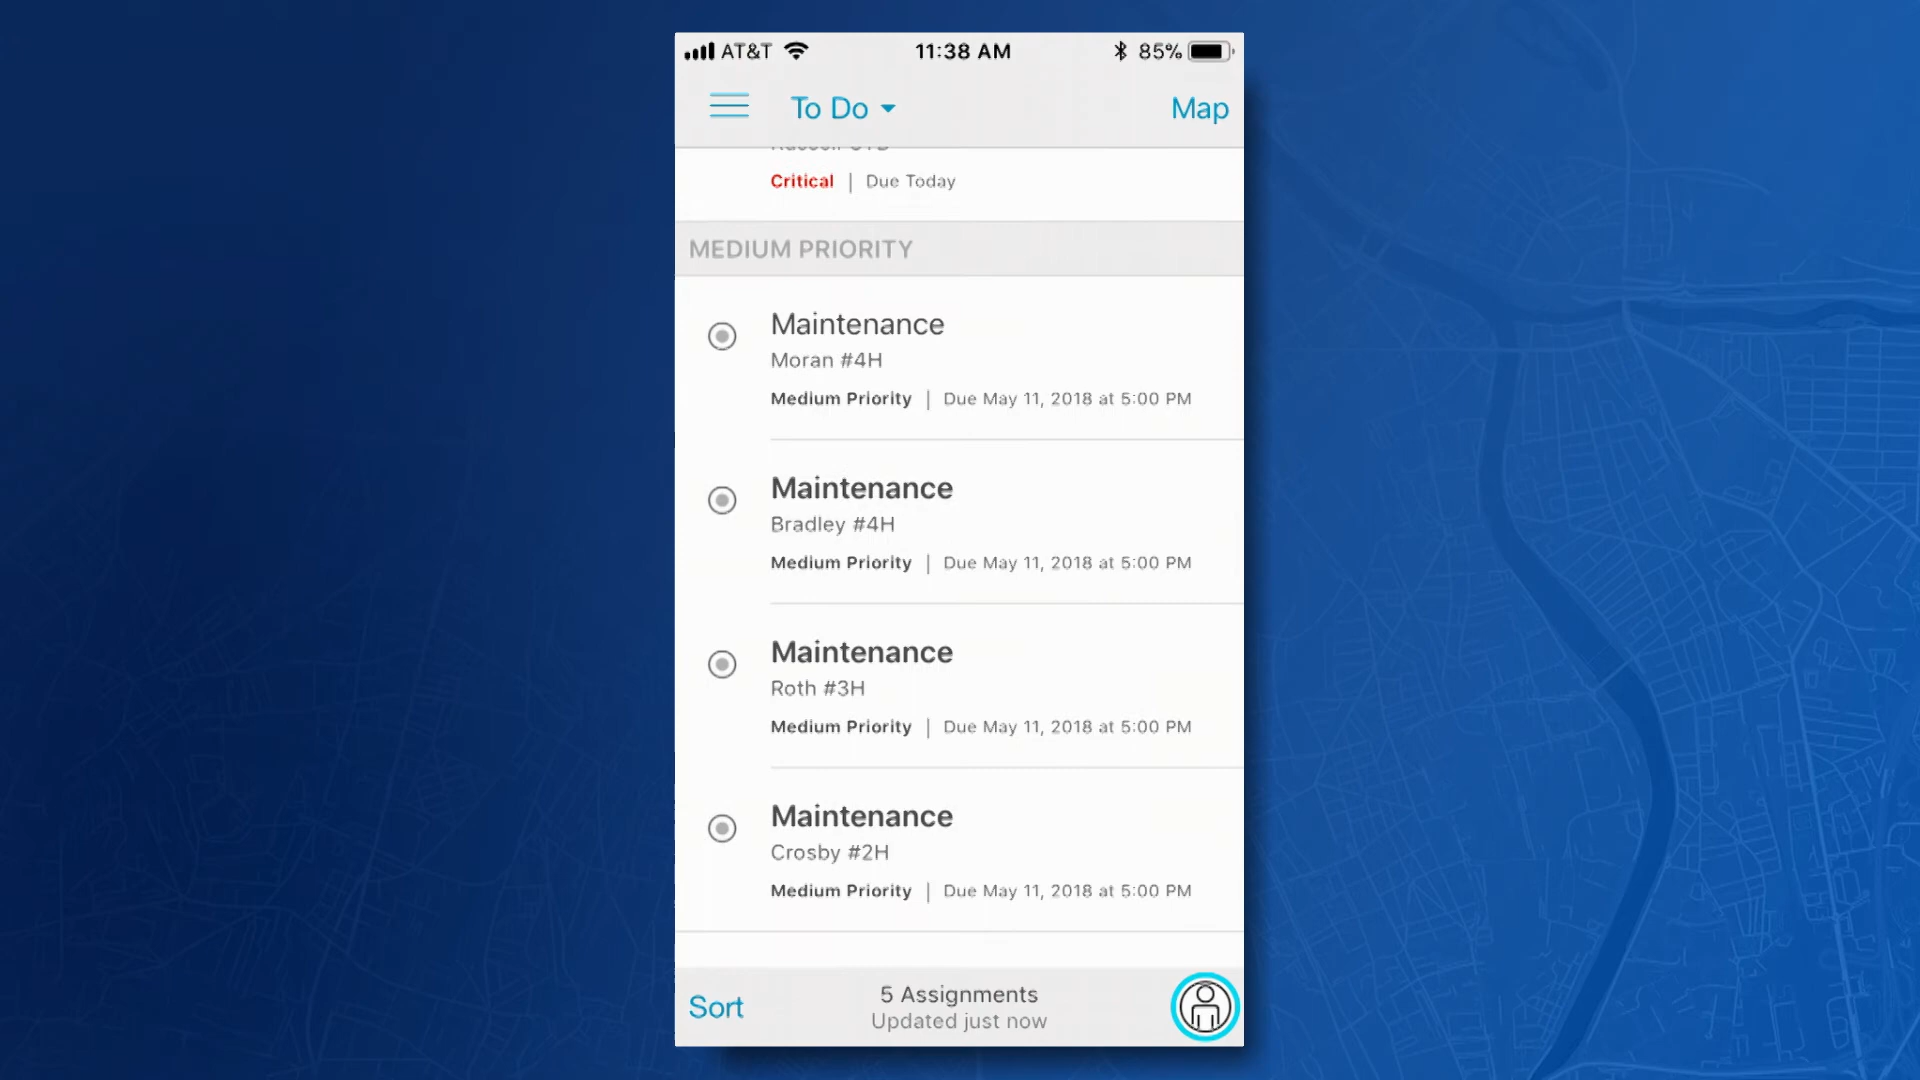 AT&T 11:38 AM 85%
To Do Map
Critical | Due Today
MEDIUM PRIORITY
Maintenance
Moran #4H
Medium Priority | Due May 11, 2018 at 5:00 PM
Maintenance
Bradley #4H
Medium Priority | Due May 11, 2018 at 5:00 PM
Maintenance
Roth #3H
Medium Priority | Due May 11, 2018 at 5:00 PM
Maintenance
Crosby #2H
Medium Priority | Due May 11, 2018 at 5:00 PM
5 Assignments
Sort
Updated just now